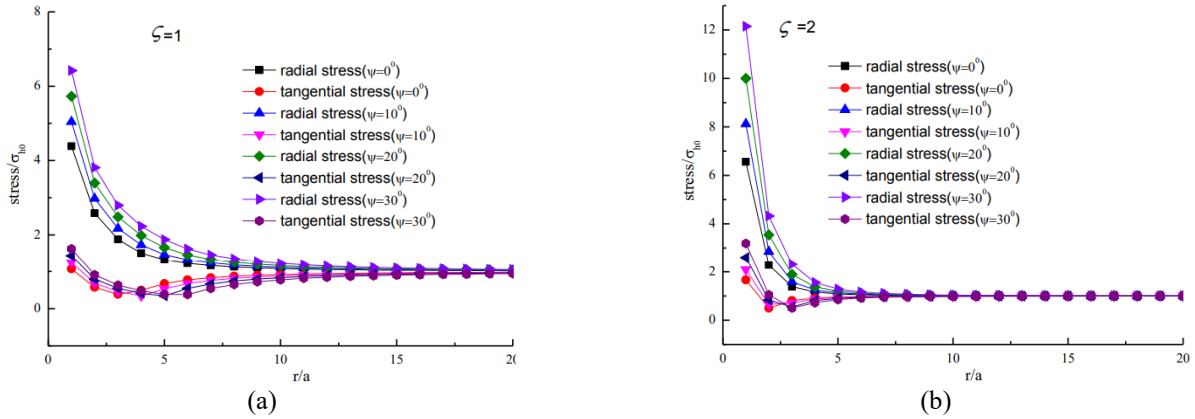 ς=1
8
6
4
2
0
stress/σh0
radial stress(ψ=0⁰)
tangential stress(ψ=0⁰)
radial stress(ψ=10⁰)
tangential stress(ψ=10⁰)
radial stress(ψ=20⁰)
tangential stress(ψ=20⁰)
radial stress(ψ=30⁰)
tangential stress(ψ=30⁰)
0 5 10 15 20
r/a
(a)
ς=2
12
10
8
6
4
2
0
stress/σh0
radial stress(ψ=0⁰)
tangential stress(ψ=0⁰)
radial stress(ψ=10⁰)
tangential stress(ψ=10⁰)
radial stress(ψ=20⁰)
tangential stress(ψ=20⁰)
radial stress(ψ=30⁰)
tangential stress(ψ=30⁰)
0 5 10 15 20
r/a
(b)